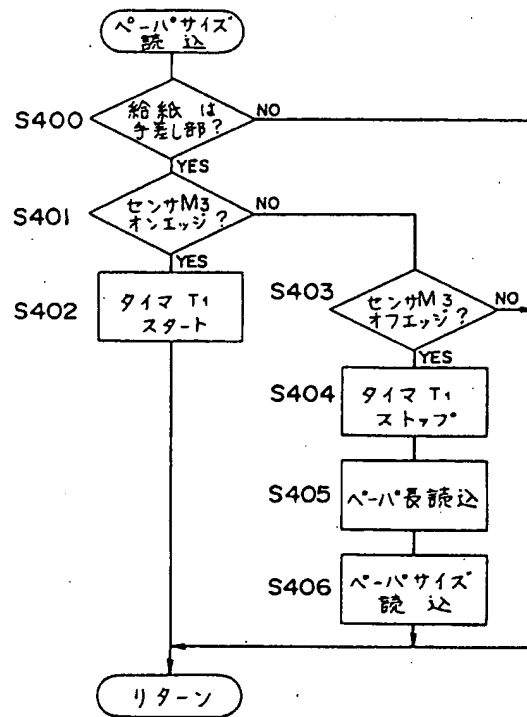 ペーパサイズ
読込
S400
給紙は
手差し部?
NO
YES
S401
センサM3
オンエッジ?
NO
YES
S402
タイマ T1
スタート
S403
センサM3
オフエッジ?
NO
YES
S404
タイマ T1
ストップ
S405
ペーパ長読込
S406
ペーパサイズ
読込
リターン